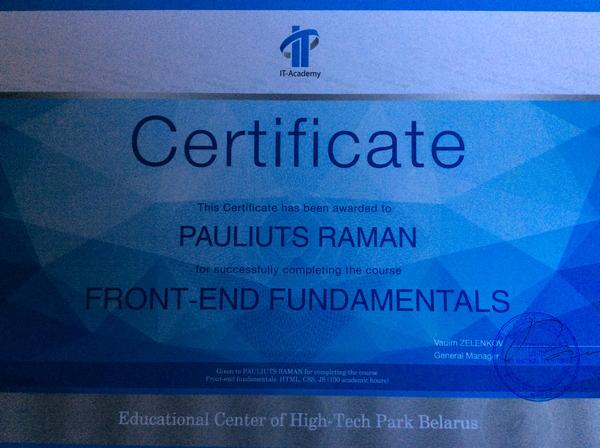 IT-Academy
Certificate
This Certificate has been awarded to
PAULIUTS RAMAN
for successfully completing the course
FRONT-END FUNDAMENTALS
Vadim ZELENKOV
General Manager
Given to PAULIUTS RAMAN for completing the course
Front-end fundamentals: HTML, CSS, JS (100 academic hours)
Educational Center of High-Tech Park Belarus